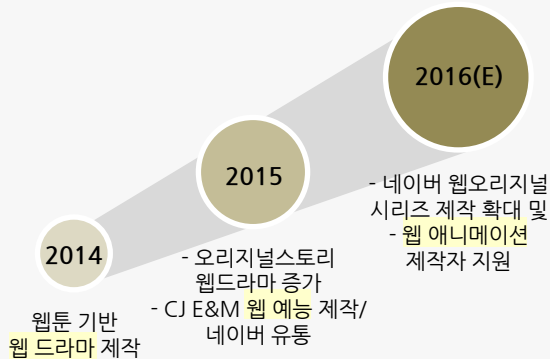 2014
웹툰 기반
웹 드라마 제작
2015
- 오리지널스토리
웹드라마 증가
- CJ E&M 웹 예능 제작/
네이버 유통
2016(E)
- 네이버 웹오리지널
시리즈 제작 확대 및
- 웹 애니메이션
제작자 지원